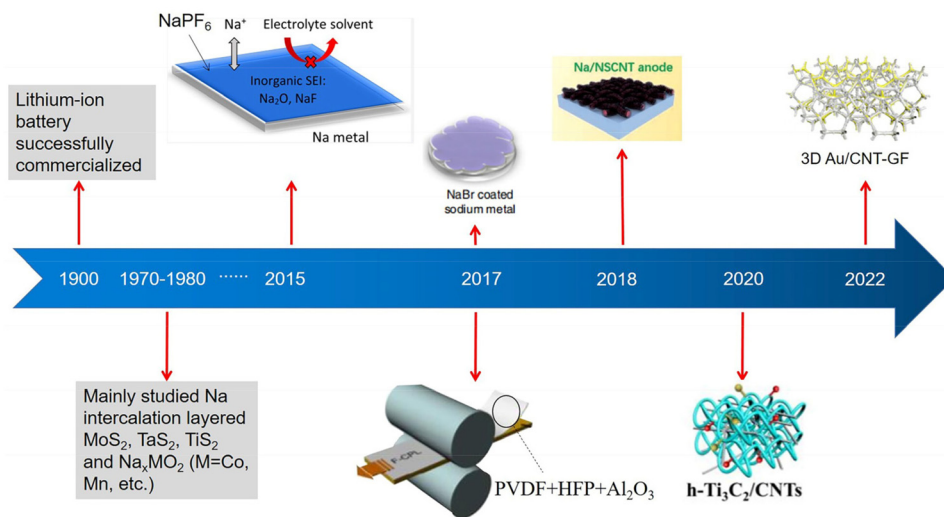 NaPF₆
Na⁺
Electrolyte solvent
Inorganic SEI:
Na₂O, NaF
Na metal
Lithium-ion
battery
successfully
commercialized
NaBr coated
sodium metal
Na/NSCNT anode
3D Au/CNT-GF
1900
1970-1980
······
2015
2017
2018
2020
2022
Mainly studied Na
intercalation layered
MoS₂, TaS₂, TiS₂
and NaₓMO₂ (M=Co,
Mn, etc.)
F-CPL
PVDF+HFP+Al₂O₃
h-Ti₃C₂/CNTs